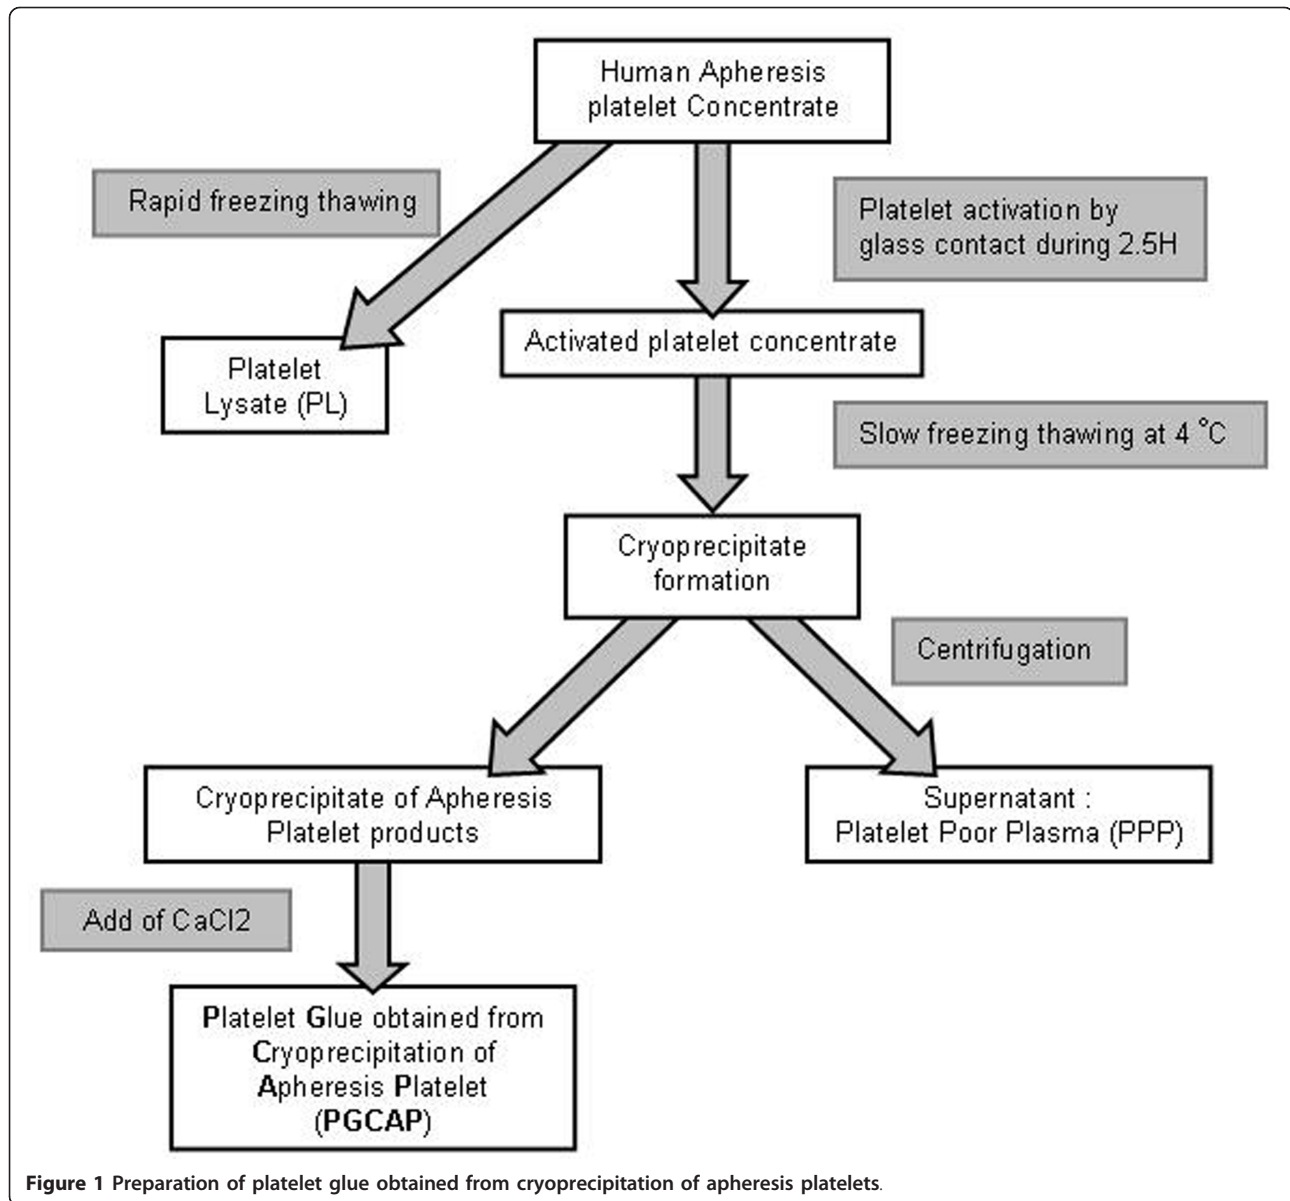 Human Apheresis
platelet Concentrate
Rapid freezing thawing
Platelet activation by
glass contact during 2.5H
Activated platelet concentrate
Platelet
Lysate (PL)
Slow freezing thawing at 4 °C
Cryoprecipitate
formation
Centrifugation
Cryoprecipitate of Apheresis
Platelet products
Supernatant :
Platelet Poor Plasma (PPP)
Add of CaCl2
Platelet Glue obtained from
Cryoprecipitation of
Apheresis Platelet
(PGCAP)
Figure 1 Preparation of platelet glue obtained from cryoprecipitation of apheresis platelets.